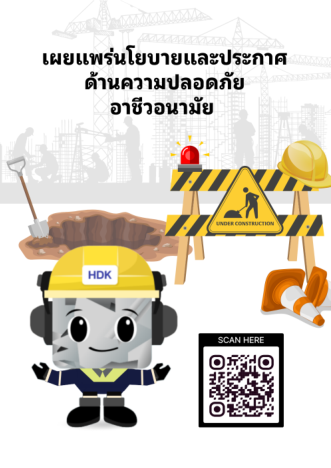 เผยแพร่นโยบายและประกาศ
ด้านความปลอดภัย
อาชีวอนามัย
UNDER CONSTRUCTION
HDK
SCAN HERE